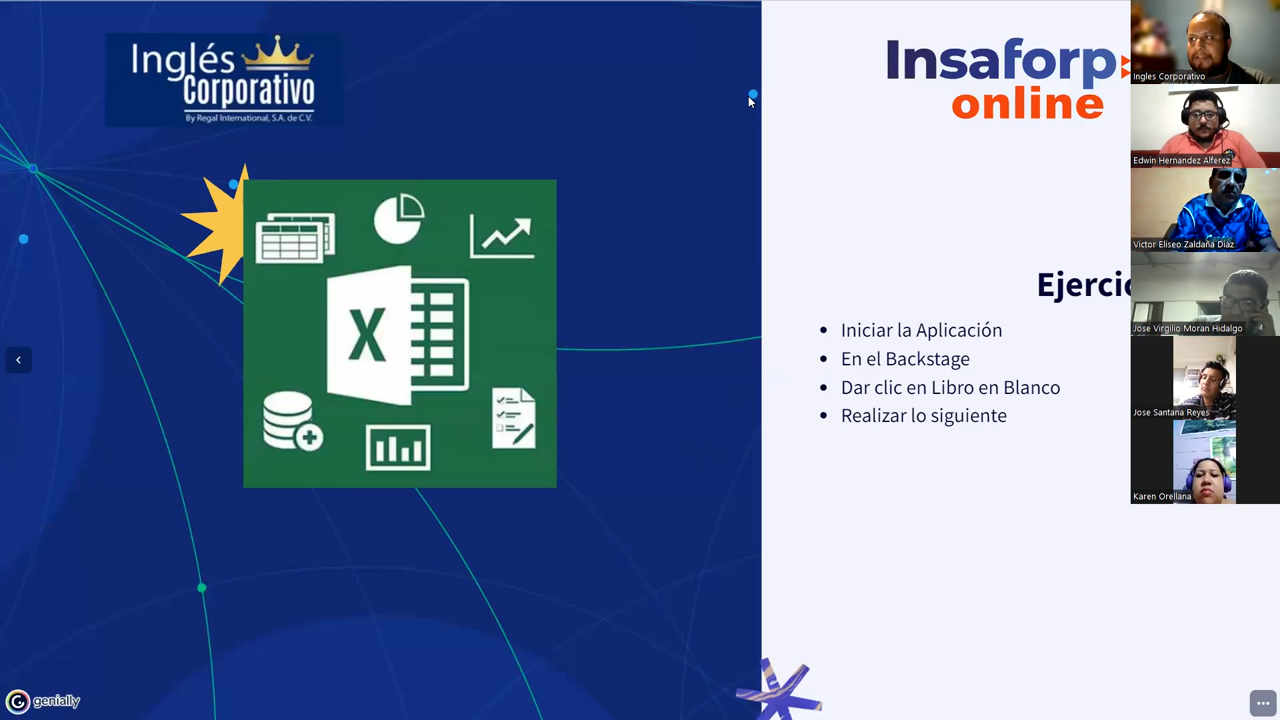 Inglés
Corporativo
By Regal International, S.A. de C.V.
X
genially
Insaforp
online
Ejercic
Iniciar la Aplicación
En el Backstage
Dar clic en Libro en Blanco
Realizar lo siguiente
Ingles Corporativo
Edwin Hernandez Alferez
Victor Eliseo Zaldaña Diaz
Jose Virgilio Moran Hidalgo
Jose Santana Reyes
Karen Orellana